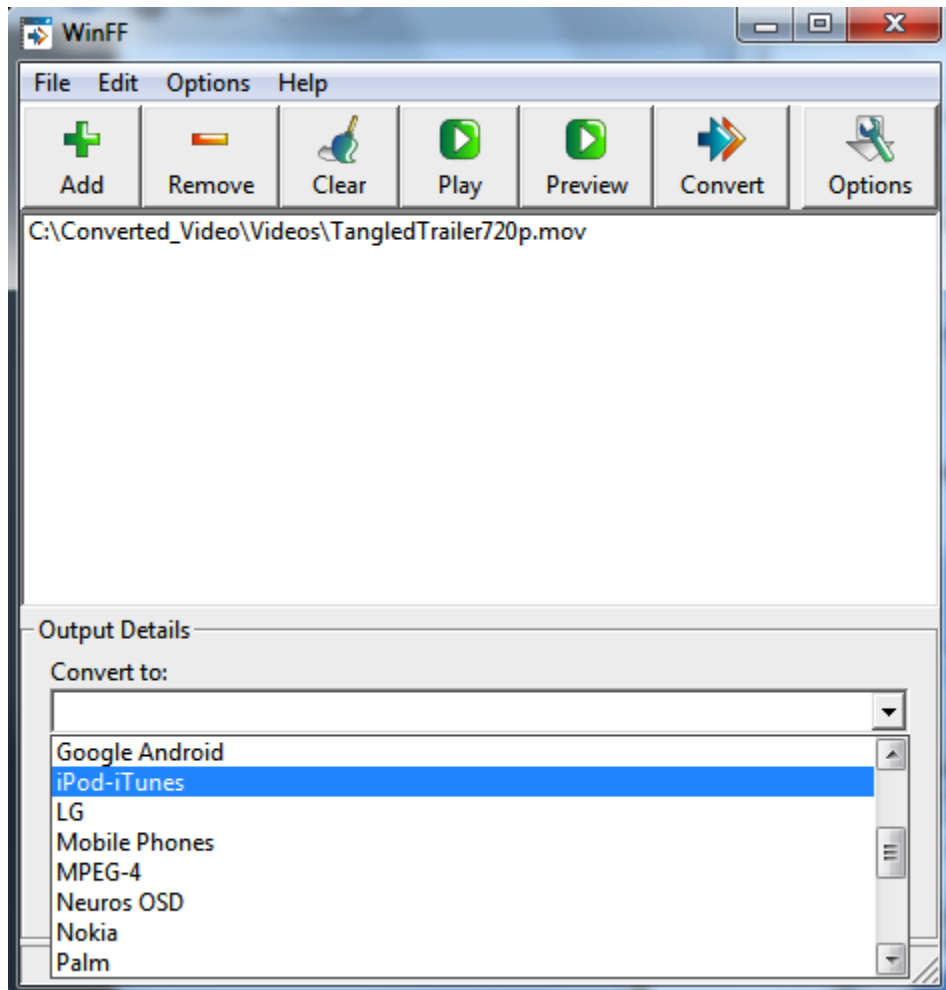 WinFF
File Edit Options Help
Add Remove Clear Play Preview Convert Options
C:\Converted_Video\Videos\TangledTrailer720p.mov
Output Details
Convert to:
Google Android
iPod-iTunes
LG
Mobile Phones
MPEG-4
Neuros OSD
Nokia
Palm